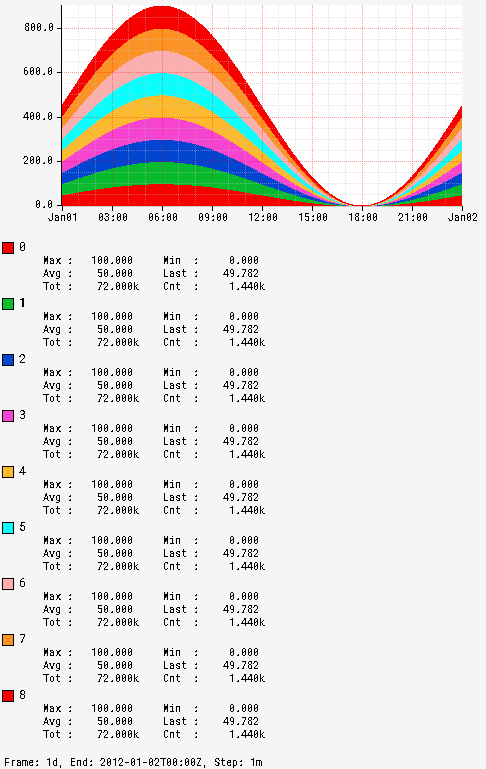 800.0
600.0
400.0
200.0
0.0
Jan01 03:00 06:00 09:00 12:00 15:00 18:00 21:00 Jan02
0
Max : 100.000 Min : 0.000
Avg : 50.000 Last : 49.782
Tot : 72.000k Cnt : 1.440k
1
Max : 100.000 Min : 0.000
Avg : 50.000 Last : 49.782
Tot : 72.000k Cnt : 1.440k
2
Max : 100.000 Min : 0.000
Avg : 50.000 Last : 49.782
Tot : 72.000k Cnt : 1.440k
3
Max : 100.000 Min : 0.000
Avg : 50.000 Last : 49.782
Tot : 72.000k Cnt : 1.440k
4
Max : 100.000 Min : 0.000
Avg : 50.000 Last : 49.782
Tot : 72.000k Cnt : 1.440k
5
Max : 100.000 Min : 0.000
Avg : 50.000 Last : 49.782
Tot : 72.000k Cnt : 1.440k
6
Max : 100.000 Min : 0.000
Avg : 50.000 Last : 49.782
Tot : 72.000k Cnt : 1.440k
7
Max : 100.000 Min : 0.000
Avg : 50.000 Last : 49.782
Tot : 72.000k Cnt : 1.440k
8
Max : 100.000 Min : 0.000
Avg : 50.000 Last : 49.782
Tot : 72.000k Cnt : 1.440k
Frame: 1d, End: 2012-01-02T00:00Z, Step: 1m